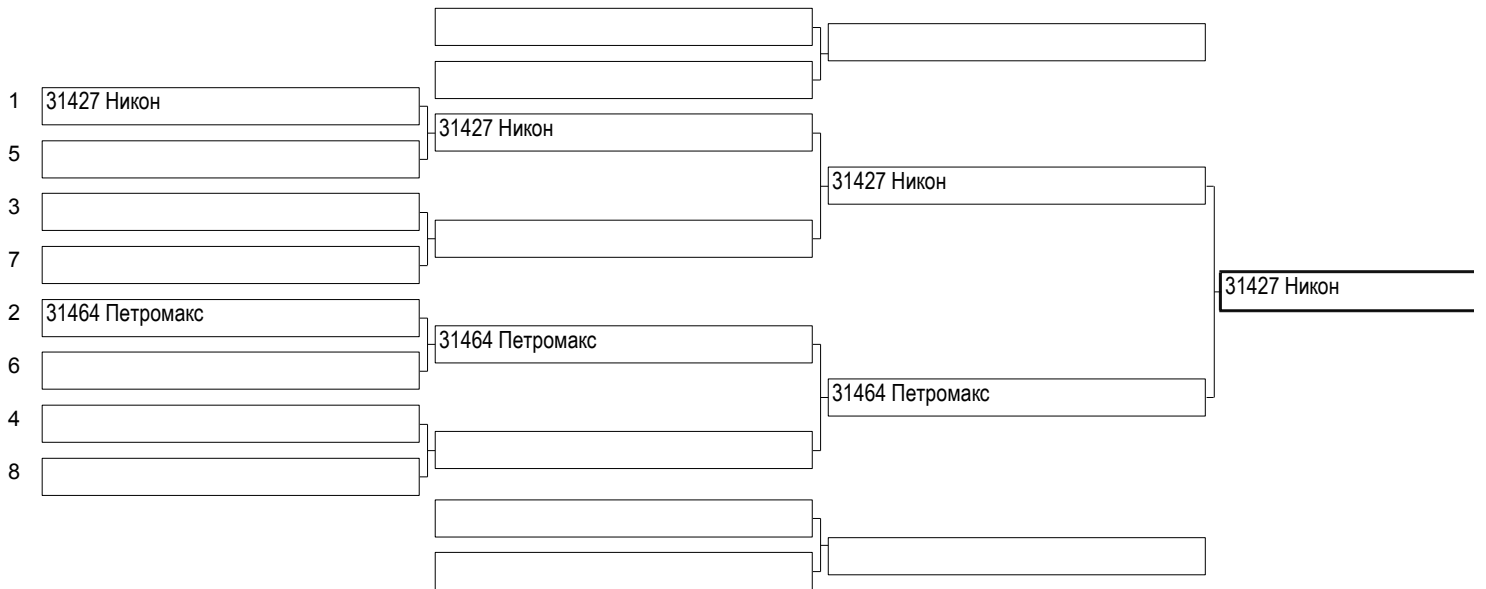 1 31427 Никон
31427 Никон
5
31427 Никон
3
7
31427 Никон
2 31464 Петромакс
31464 Петромакс
6
31464 Петромакс
4
8